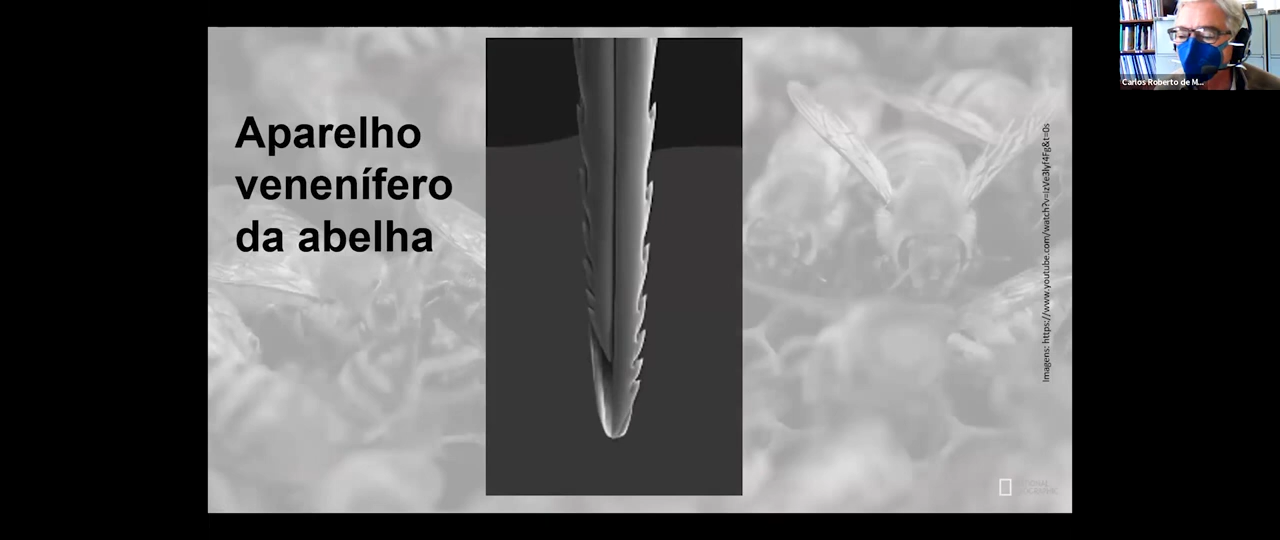 Aparelho
venenífero
da abelha
Imagens: https://www.youtube.com/watch?v=IzVe3lyf4Fg&t=0s
Carlos Roberto de M...